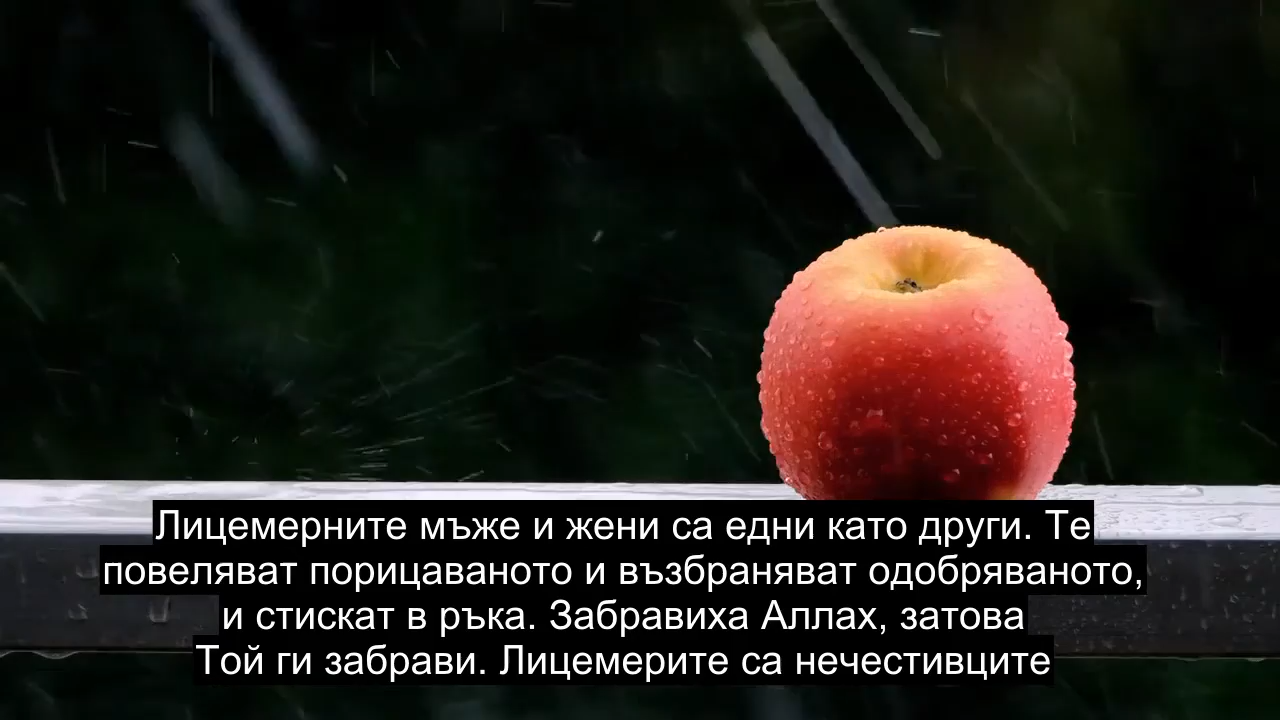 Лицемерните мъже и жени са едни като други. Те
повеляват порицаваното и възбраняват одобряваното,
и стискат в ръка. Забравиха Аллах, затова
Той ги забрави. Лицемерите са нечестивците